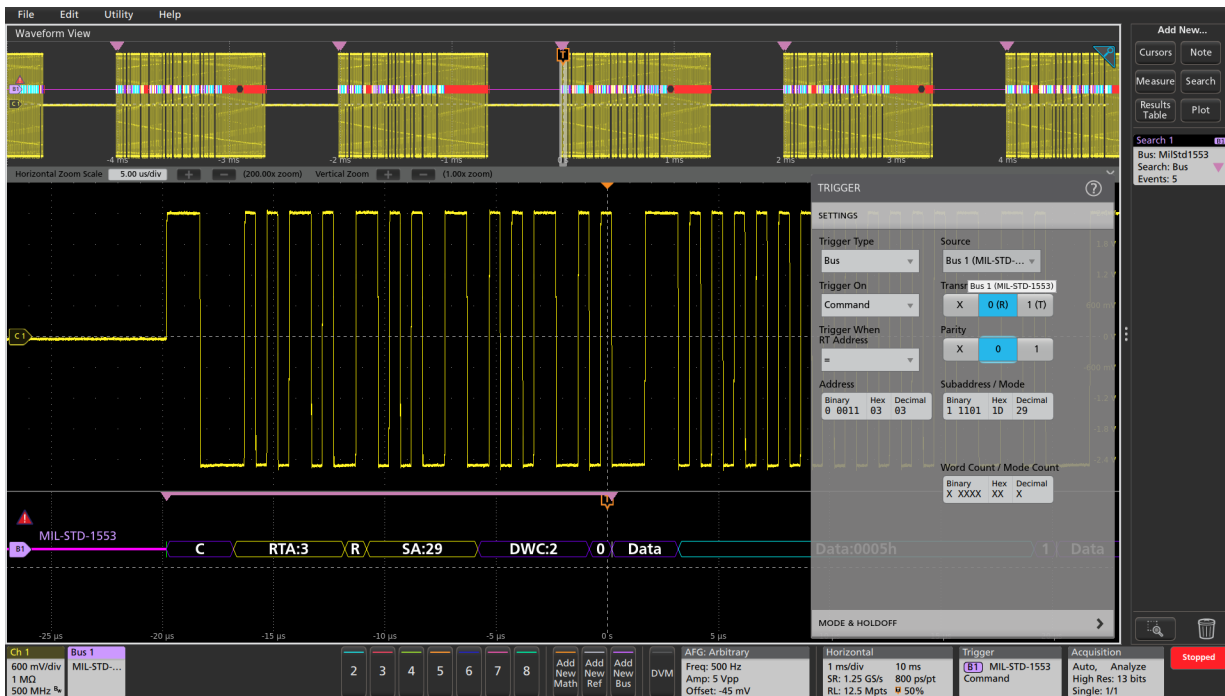 File Edit Utility Help
Waveform View
Add New...
Cursors Note
Measure Search
Results Table Plot
Search 1 B1
Bus: MilStd1553
Search: Bus
Events: 5
T
B1
C1
-4 ms -3 ms -2 ms -1 ms 1 ms 2 ms 3 ms 4 ms
Horizontal Zoom Scale 5.00 us/div + − (200.00x zoom) Vertical Zoom + − (1.00x zoom)
TRIGGER ?
SETTINGS
Trigger Type Source
Bus Bus 1 (MIL-STD-...
Trigger On Transr Bus 1 (MIL-STD-1553)
Command X 0 (R) 1 (T)
Trigger When
RT Address Parity
= X 0 1
Address Subaddress / Mode
Binary Hex Decimal Binary Hex Decimal
0 0011 03 03 1 1101 1D 29
Word Count / Mode Count
Binary Hex Decimal
X XXXX XX X
MODE & HOLDOFF
C1
T
MIL-STD-1553
B1 C RTA:3 R SA:29 DWC:2 0 Data Data:0005h 1 Data
-25 µs -20 µs -15 µs -10 µs -5 µs 0 s 5 µs
Ch 1
600 mV/div
1 MΩ
500 MHz Bw
Bus 1
MIL-STD-...
2 3 4 5 6 7 8
Add New Math
Add New Ref
Add New Bus
DVM
AFG: Arbitrary
Freq: 500 Hz
Amp: 5 Vpp
Offset: -45 mV
Horizontal
1 ms/div 10 ms
SR: 1.25 GS/s 800 ps/pt
RL: 12.5 Mpts 50%
Trigger
B1 MIL-STD-1553
Command
Acquisition
Auto, Analyze
High Res: 13 bits
Single: 1/1
Stopped